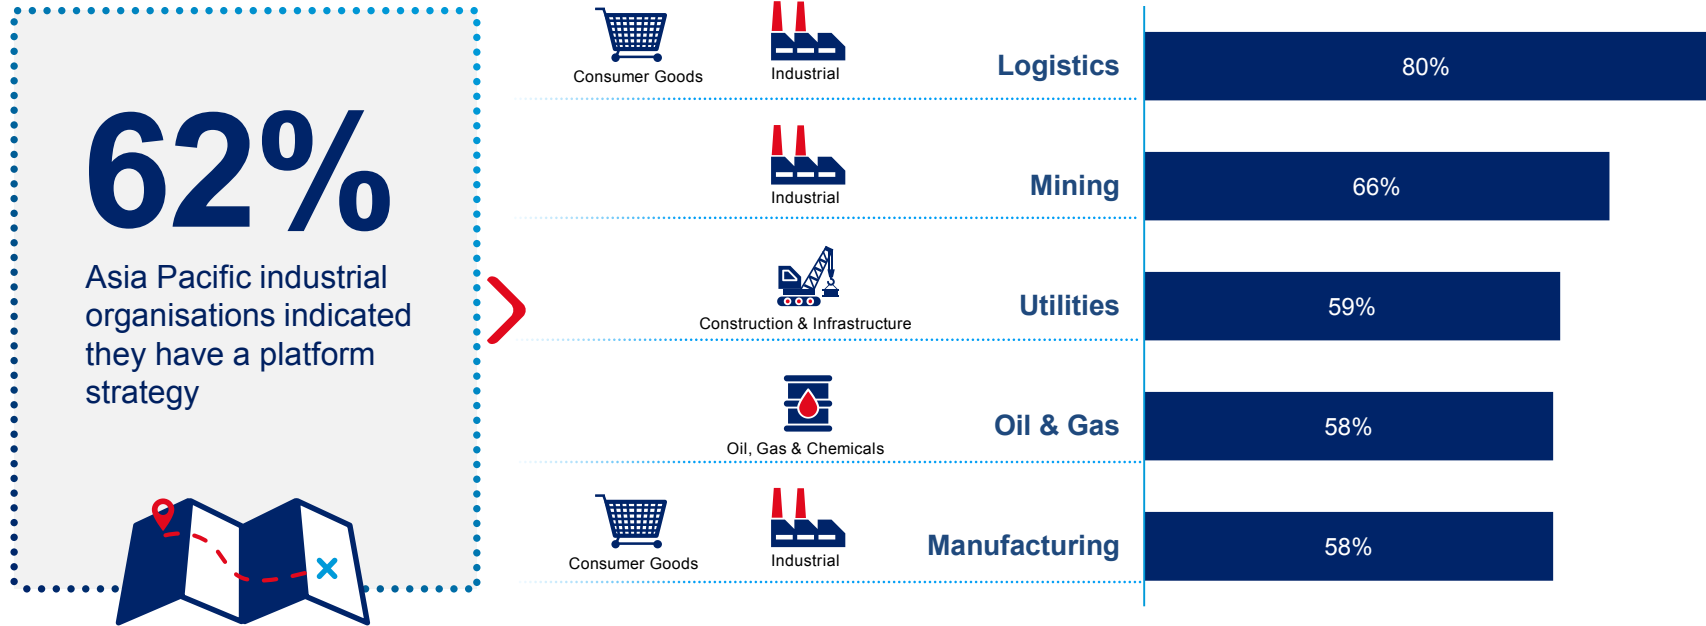 62%
Asia Pacific industrial
organisations indicated
they have a platform
strategy
Consumer Goods
Industrial
Logistics
80%
Industrial
Mining
66%
Construction & Infrastructure
Utilities
59%
Oil, Gas & Chemicals
Oil & Gas
58%
Consumer Goods
Industrial
Manufacturing
58%